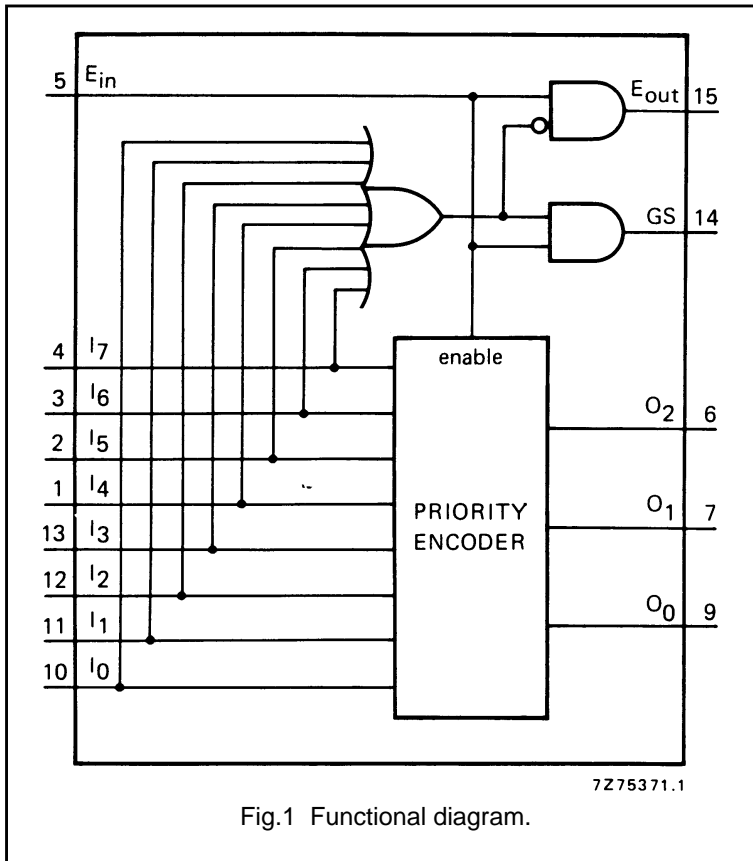 5 E_in E_out 15
GS 14
4 I_7 enable
3 I_6 O_2 6
2 I_5
1 I_4 PRIORITY O_1 7
13 I_3 ENCODER
12 I_2 O_0 9
11 I_1
10 I_0
7Z75371.1
Fig.1 Functional diagram.